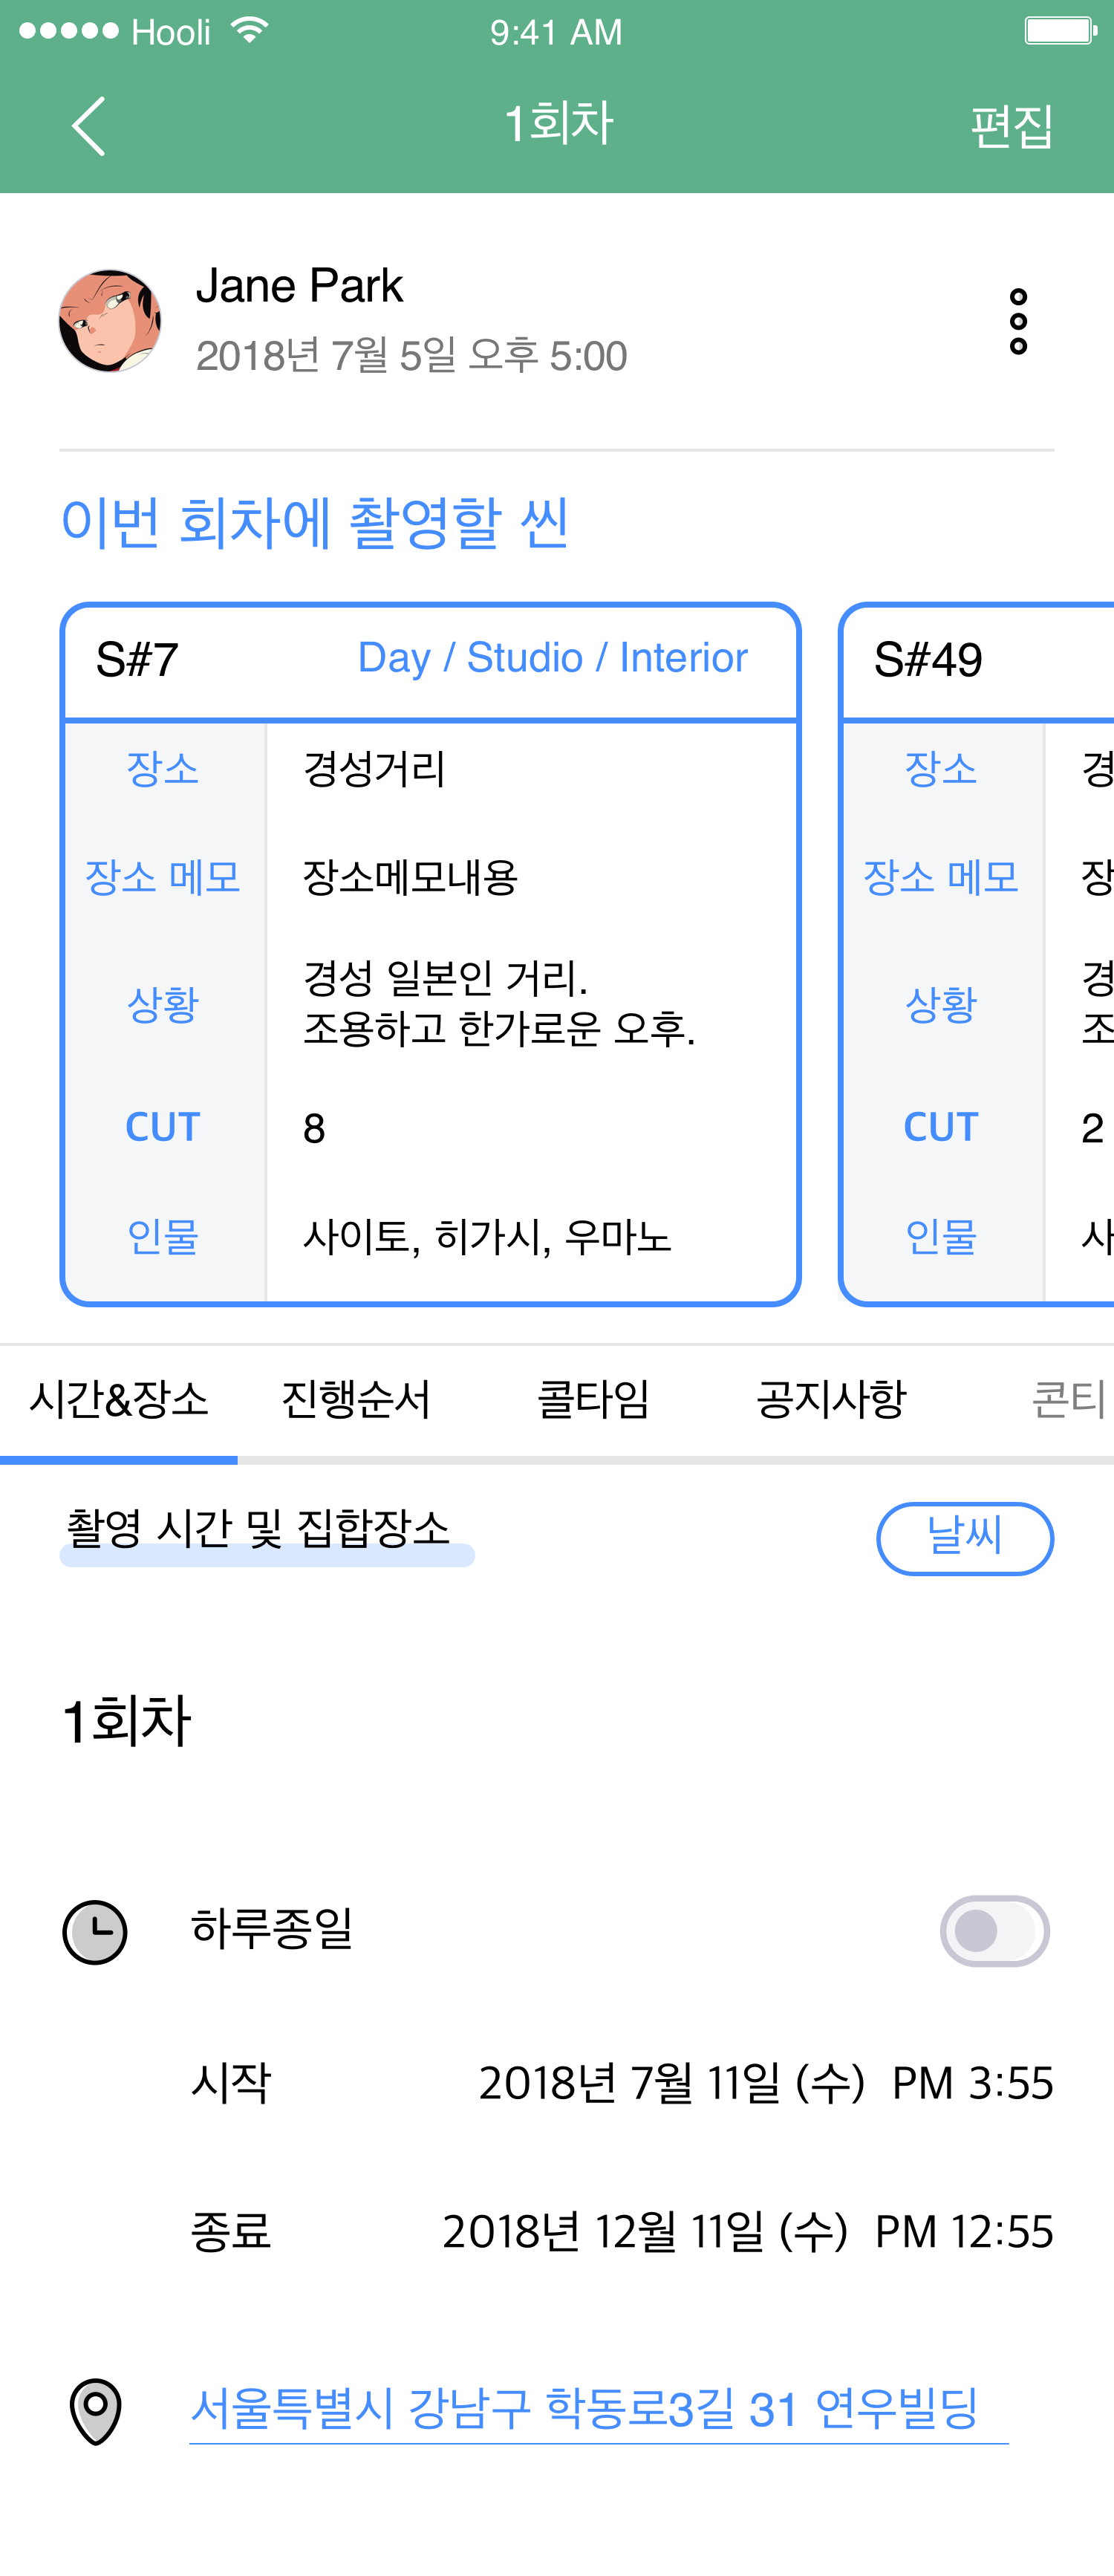 Hooli 9:41 AM
1회차 편집
Jane Park
2018년 7월 5일 오후 5:00
이번 회차에 촬영할 씬
S#7 Day / Studio / Interior
장소 경성거리
장소 메모 장소메모내용
상황 경성 일본인 거리.
조용하고 한가로운 오후.
CUT 8
인물 사이토, 히가시, 우마노
S#49
장소 경
장소 메모 장
상황 경
조
CUT 2
인물 사
시간&장소 진행순서 콜타임 공지사항 콘티
촬영 시간 및 집합장소 날씨
1회차
하루종일
시작 2018년 7월 11일 (수) PM 3:55
종료 2018년 12월 11일 (수) PM 12:55
서울특별시 강남구 학동로3길 31 연우빌딩